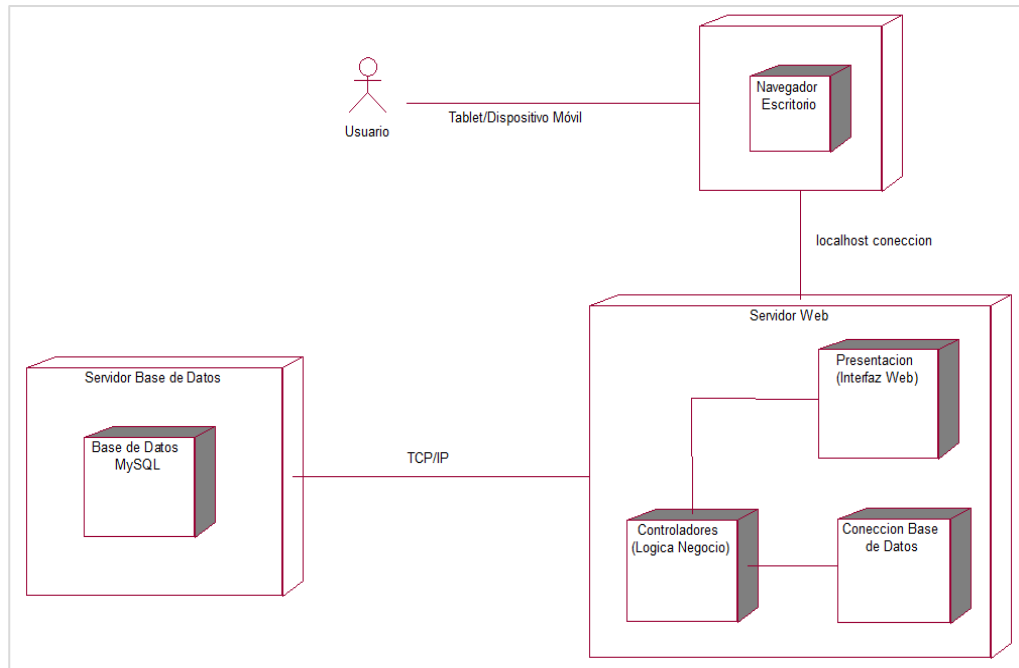 Navegador
Escritorio
Usuario
Tablet/Dispositivo Móvil
localhost coneccion
Servidor Web
Presentacion
(Interfaz Web)
Servidor Base de Datos
Base de Datos
MySQL
TCP/IP
Controladores
(Logica Negocio)
Coneccion Base
de Datos